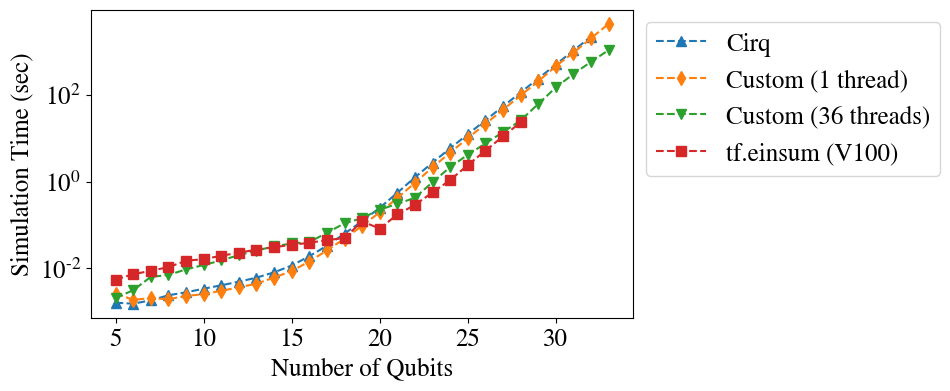 Simulation Time (sec)
10²
10⁰
10⁻²
5 10 15 20 25 30
Number of Qubits
Cirq
Custom (1 thread)
Custom (36 threads)
tf.einsum (V100)